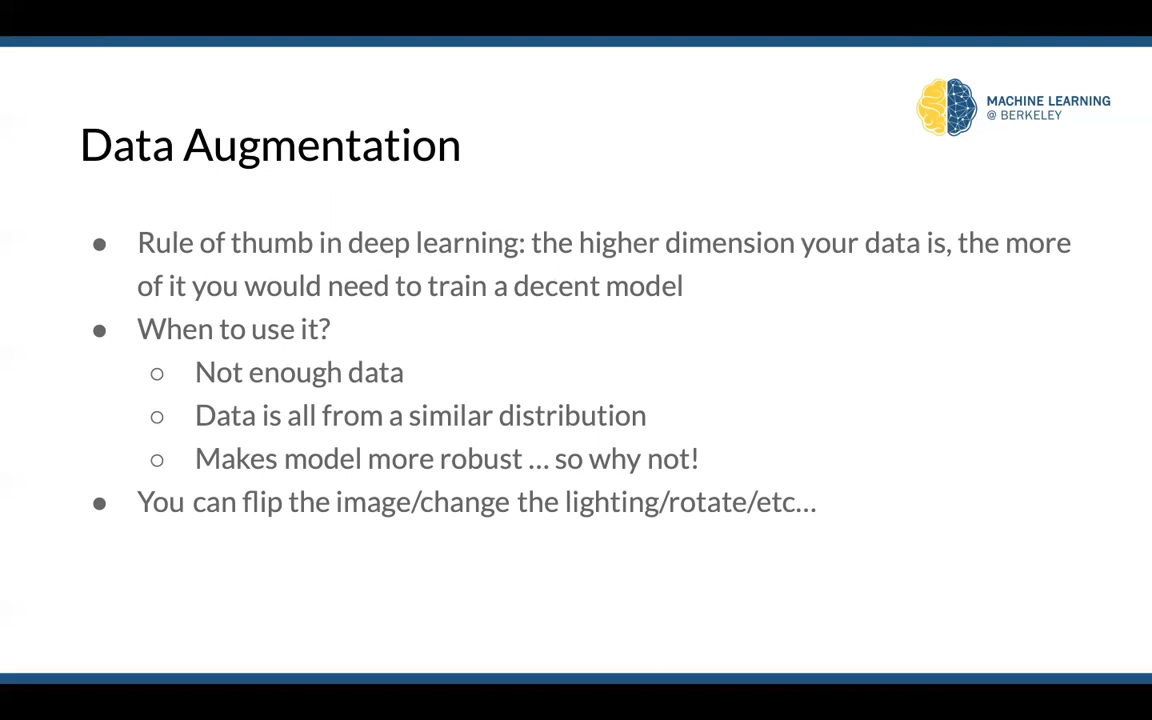 MACHINE LEARNING
@ BERKELEY
Data Augmentation
● Rule of thumb in deep learning: the higher dimension your data is, the more
of it you would need to train a decent model
● When to use it?
○ Not enough data
○ Data is all from a similar distribution
○ Makes model more robust ... so why not!
● You can flip the image/change the lighting/rotate/etc...